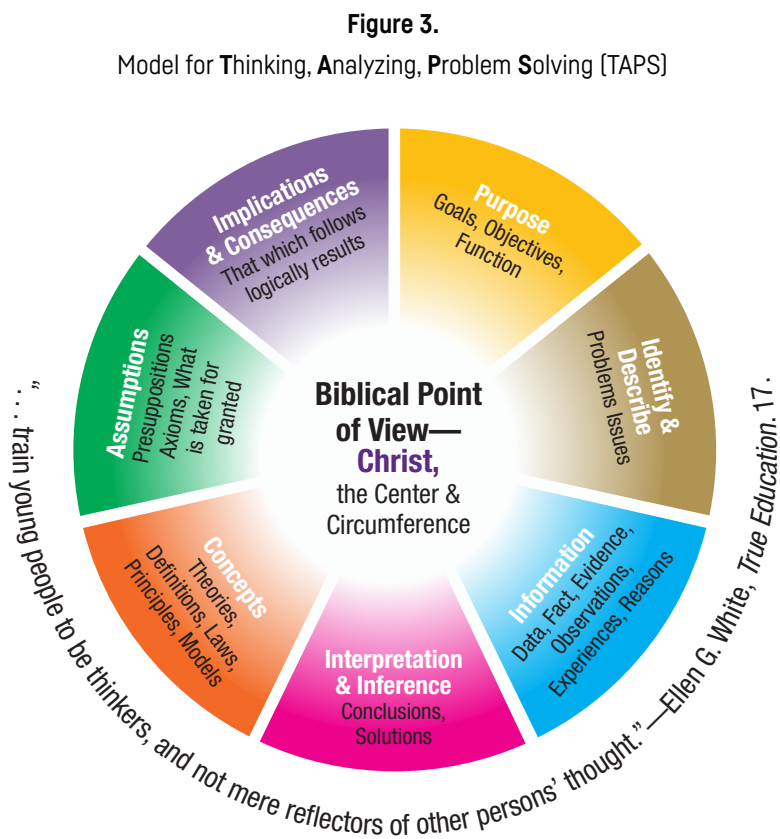 Figure 3.
Model for Thinking, Analyzing, Problem Solving (TAPS)
Purpose
Goals, Objectives,
Function
Identify &
Describe
Problems Issues
Information
Data, Fact, Evidence,
Observations,
Experiences, Reasons
Interpretation
& Inference
Conclusions,
Solutions
Concepts
Theories,
Definitions, Laws,
Principles, Models
Assumptions
Presuppositions
Axioms, What
is taken for
granted
Implications
& Consequences
That which follows
logically results
Biblical Point
of View—
Christ,
the Center &
Circumference
“. . . train young people to be thinkers, and not mere reflectors of other persons’ thought.”—Ellen G. White, True Education. 17.